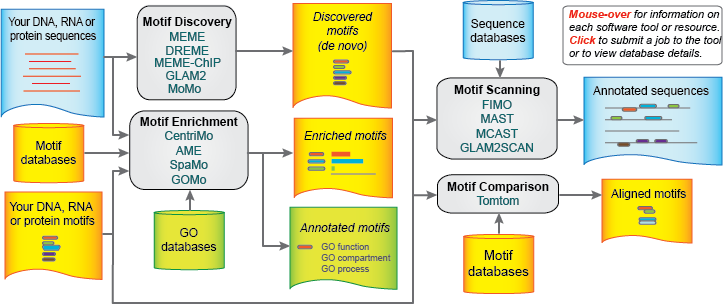 Your DNA, RNA or
protein sequences
Motif
databases
Your DNA, RNA
or protein motifs
Motif Discovery
MEME
DREME
MEME-ChIP
GLAM2
MoMo
Motif Enrichment
CentriMo
AME
SpaMo
GOMo
GO
databases
Discovered
motifs
(de novo)
Enriched motifs
Annotated motifs
GO function
GO compartment
GO process
Sequence
databases
Motif Scanning
FIMO
MAST
MCAST
GLAM2SCAN
Motif Comparison
Tomtom
Motif
databases
Mouse-over for information on
each software tool or resource.
Click to submit a job to the tool
or to view database details.
Annotated sequences
Aligned motifs